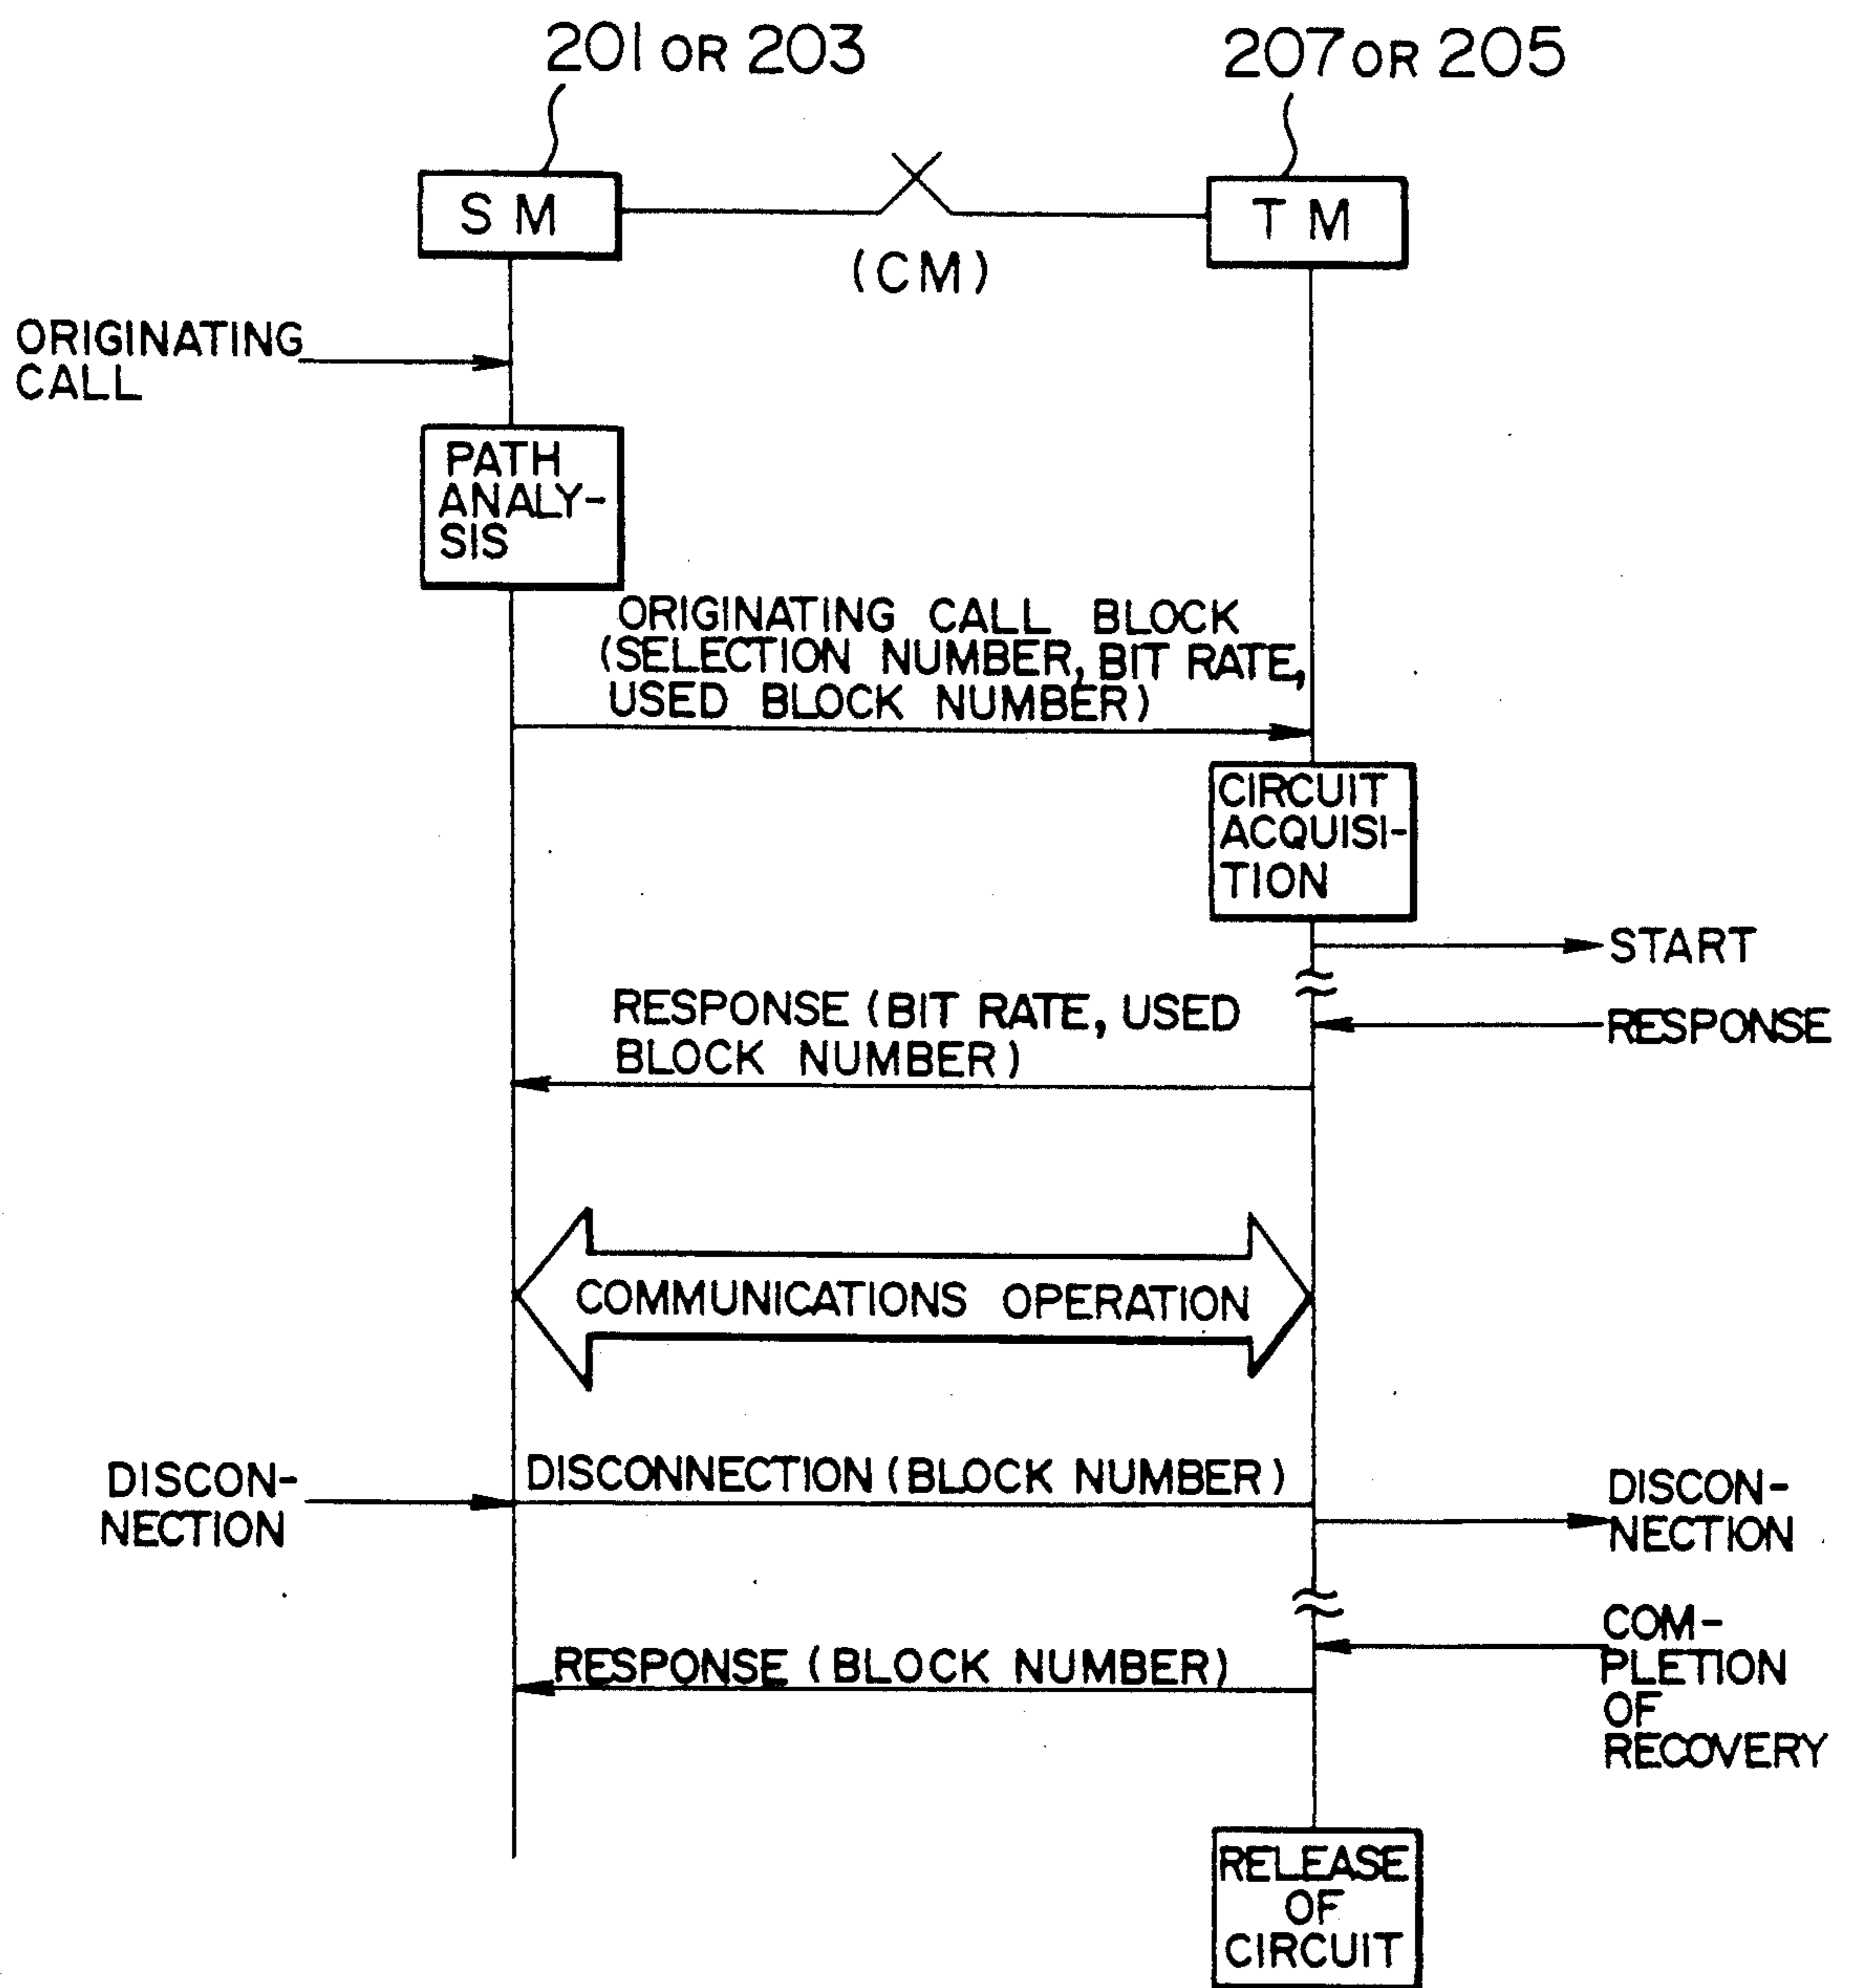 201 OR 203
207 OR 205
S M
T M
(CM)
ORIGINATING
CALL
PATH
ANALY-
SIS
ORIGINATING CALL BLOCK
(SELECTION NUMBER, BIT RATE,
USED BLOCK NUMBER)
CIRCUIT
ACQUISI-
TION
START
RESPONSE (BIT RATE, USED
BLOCK NUMBER)
RESPONSE
COMMUNICATIONS OPERATION
DISCON-
NECTION
DISCONNECTION (BLOCK NUMBER)
DISCON-
NECTION
RESPONSE (BLOCK NUMBER)
COM-
PLETION
OF
RECOVERY
RELEASE
OF
CIRCUIT